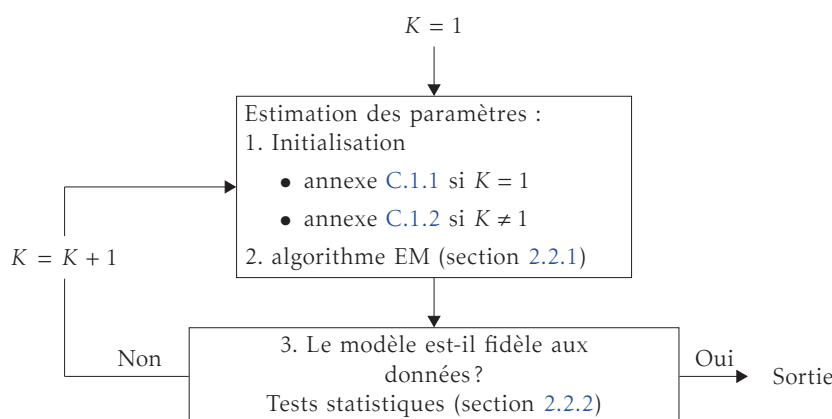 K = 1
Estimation des paramètres :
1. Initialisation
• annexe C.1.1 si K = 1
• annexe C.1.2 si K ≠ 1
2. algorithme EM (section 2.2.1)
K = K + 1
Non
3. Le modèle est-il fidèle aux
données ?
Tests statistiques (section 2.2.2)
Oui
Sortie